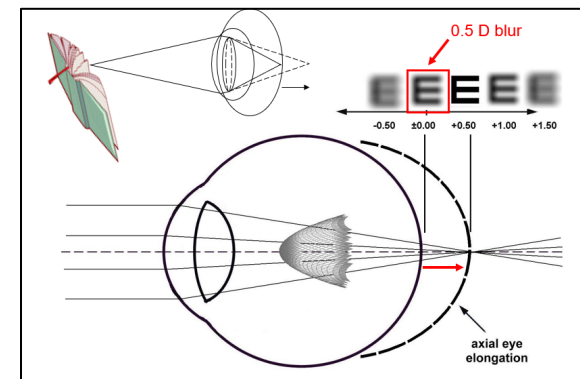 0.5 D blur
E E E E E
-0.50 ±0.00 +0.50 +1.00 +1.50
axial eye
elongation